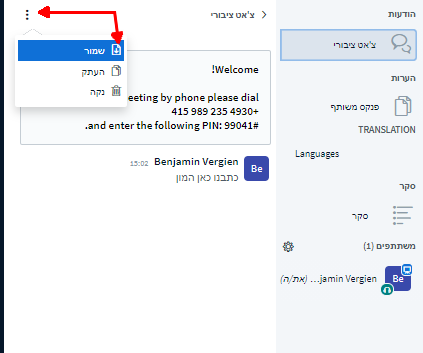 הודעות
צ'אט ציבורי
הערות
פנקס משותף
TRANSLATION
Languages
סקר
סקר
משתתפים (1)
Be
jamin Vergien... (את/ה)
צ'אט ציבורי
שמור
העתק
נקה
Welcome!
eeting by phone please dial
+4930 235 989 415
and enter the following PIN: 99041#.
Be
Benjamin Vergien 15:02
כתבנו כאן המון